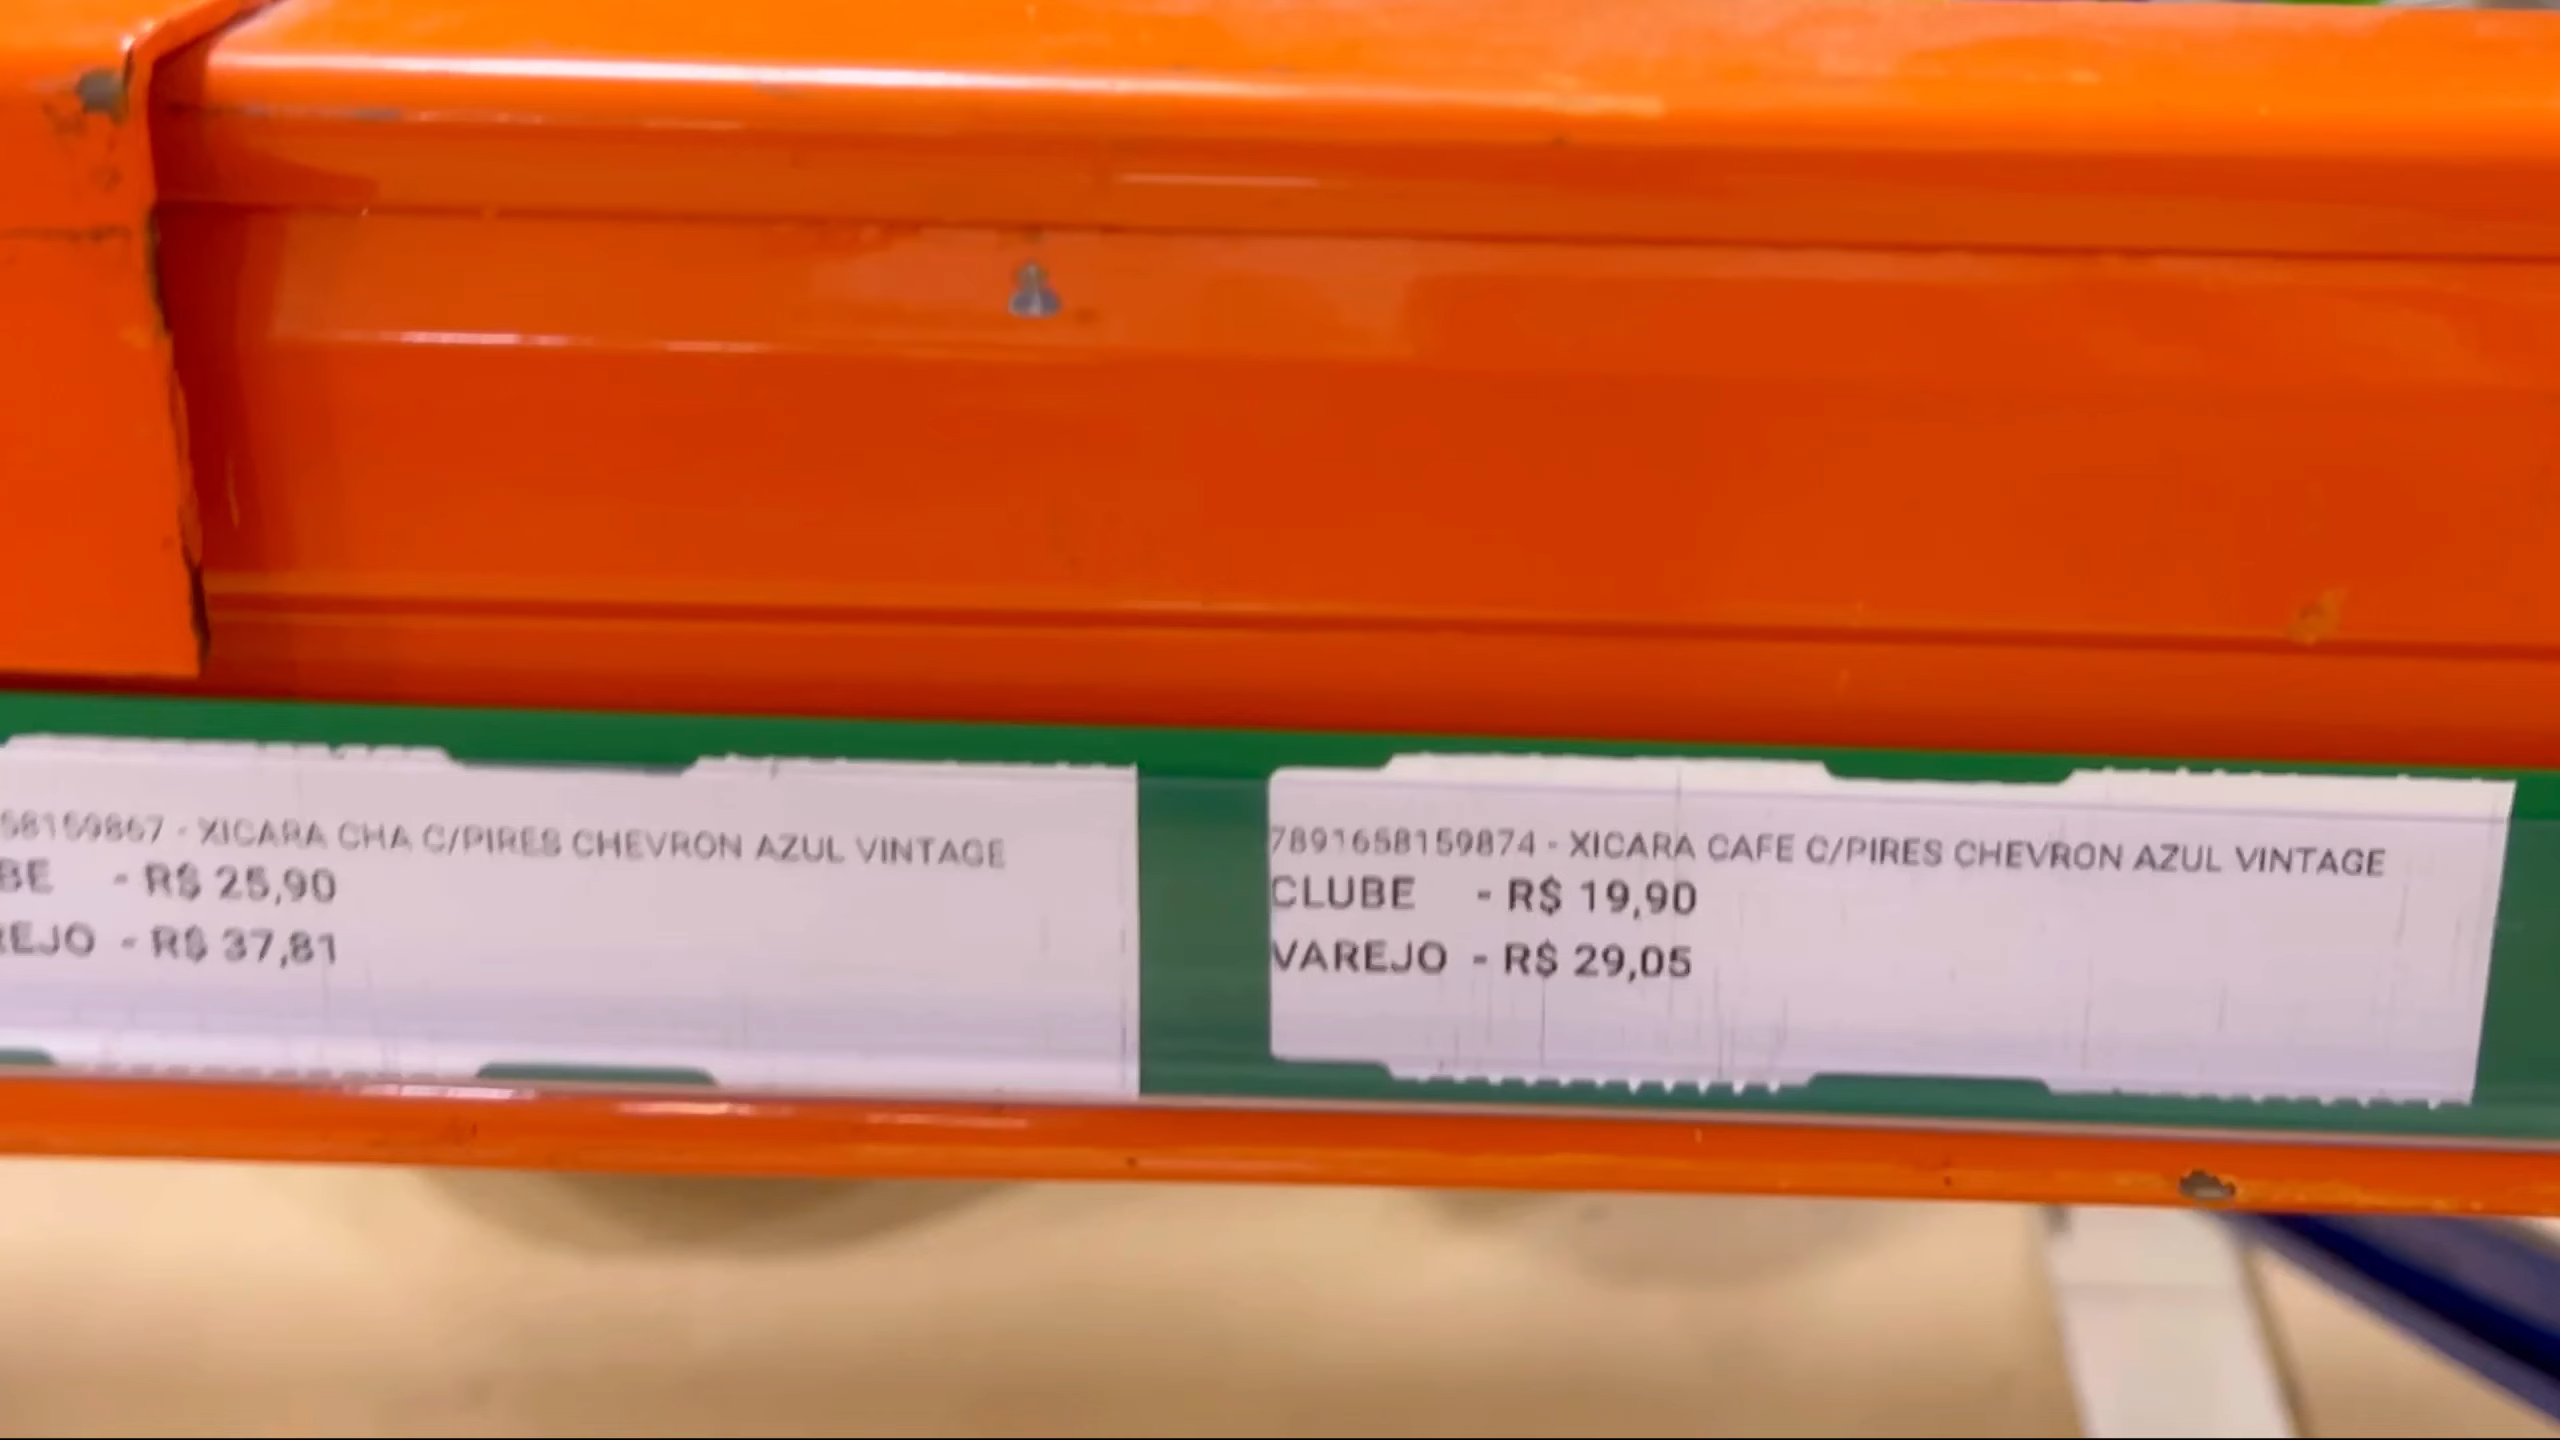 58159867 - XICARA CHA C/PIRES CHEVRON AZUL VINTAGE
BE - R$ 25,90
EJO - R$ 37,81
7891658159874 - XICARA CAFE C/PIRES CHEVRON AZUL VINTAGE
CLUBE - R$ 19,90
VAREJO - R$ 29,05